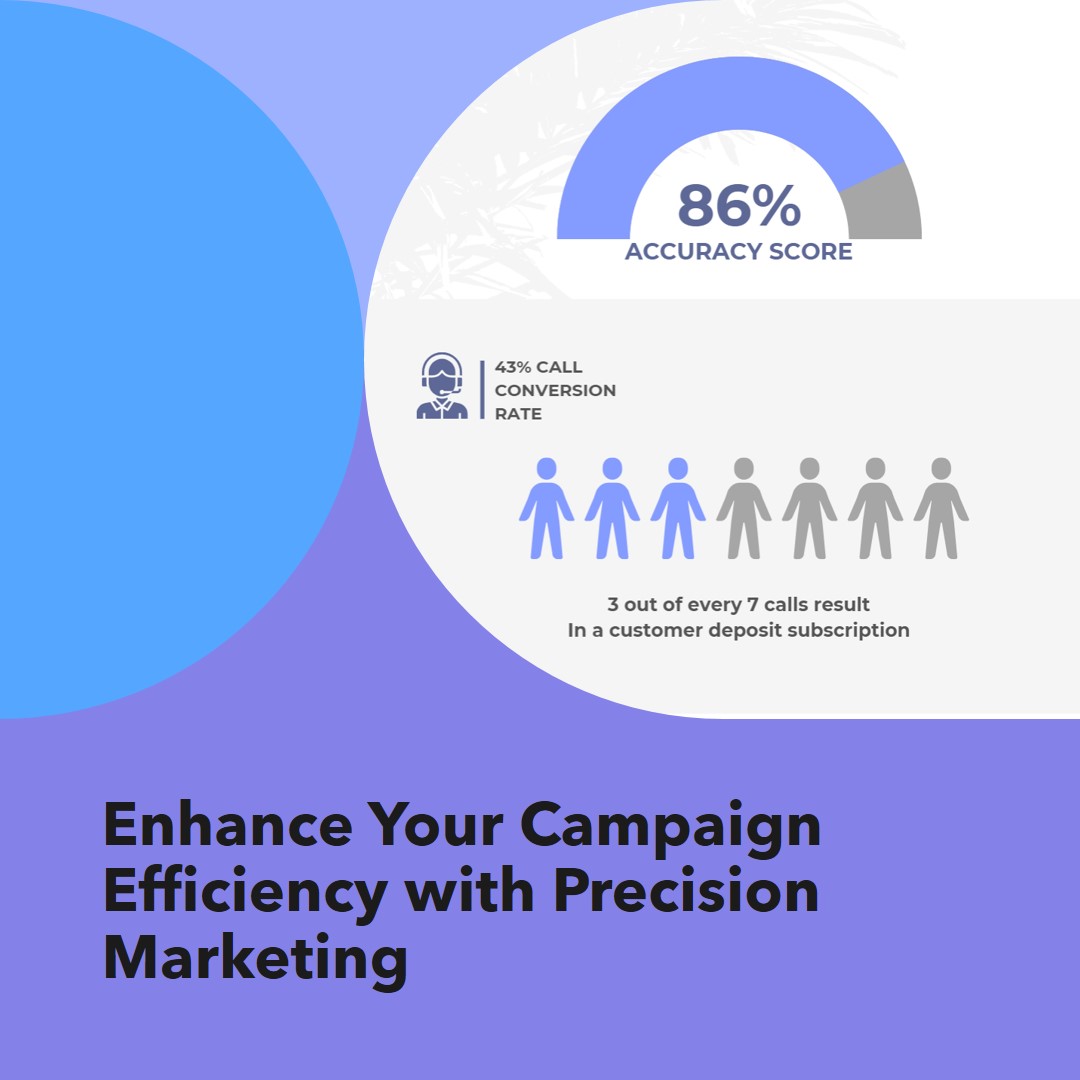 86%
ACCURACY SCORE
43% CALL
CONVERSION
RATE
3 out of every 7 calls result
In a customer deposit subscription
Enhance Your Campaign
Efficiency with Precision
Marketing